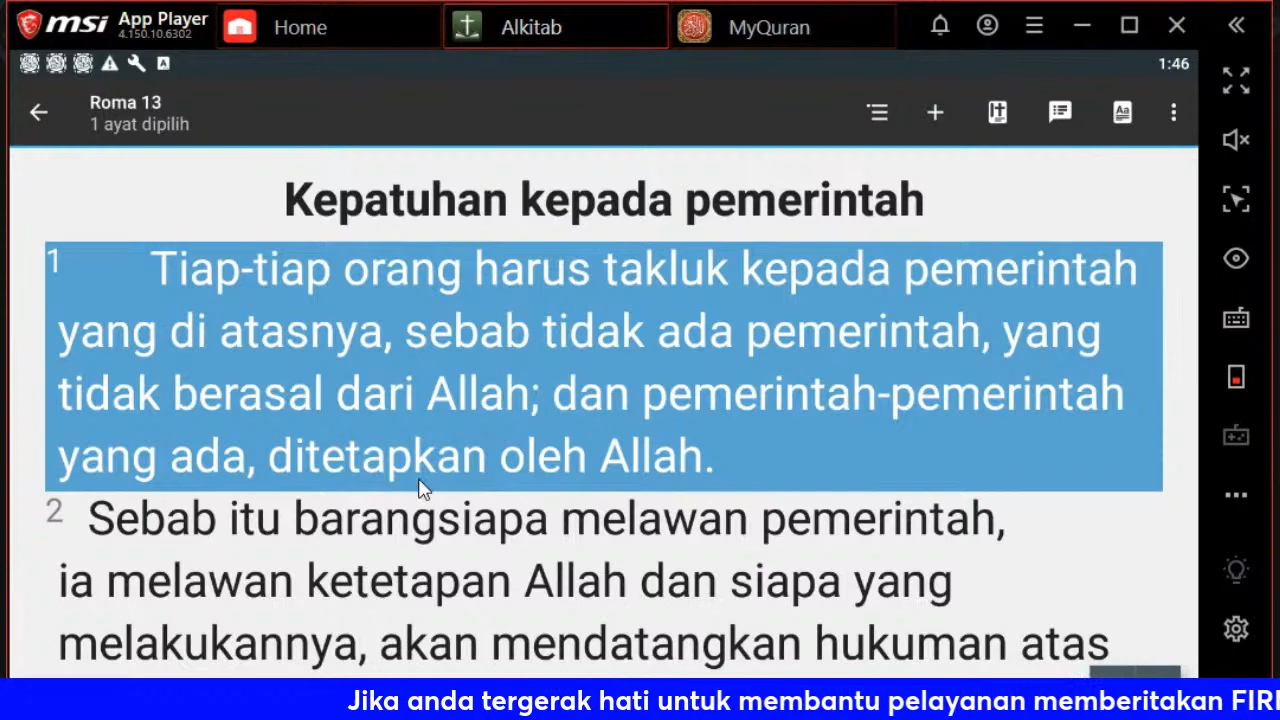 msi App Player
4.150.10.6302
Home
Alkitab
MyQuran
1:46
Roma 13
1 ayat dipilih
Kepatuhan kepada pemerintah
1 Tiap-tiap orang harus takluk kepada pemerintah
yang di atasnya, sebab tidak ada pemerintah, yang
tidak berasal dari Allah; dan pemerintah-pemerintah
yang ada, ditetapkan oleh Allah.
2 Sebab itu barangsiapa melawan pemerintah,
ia melawan ketetapan Allah dan siapa yang
melakukannya, akan mendatangkan hukuman atas
Jika anda tergerak hati untuk membantu pelayanan memberitakan FIR